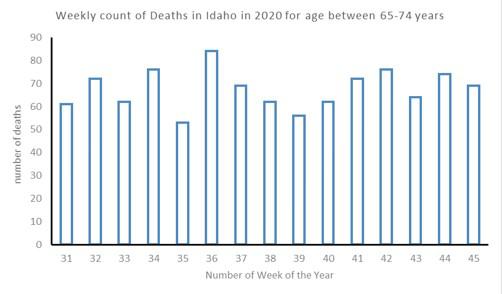 Weekly count of Deaths in Idaho in 2020 for age between 65-74 years
90
80
70
60
50
40
30
20
10
0
number of deaths
31 32 33 34 35 36 37 38 39 40 41 42 43 44 45
Number of Week of the Year